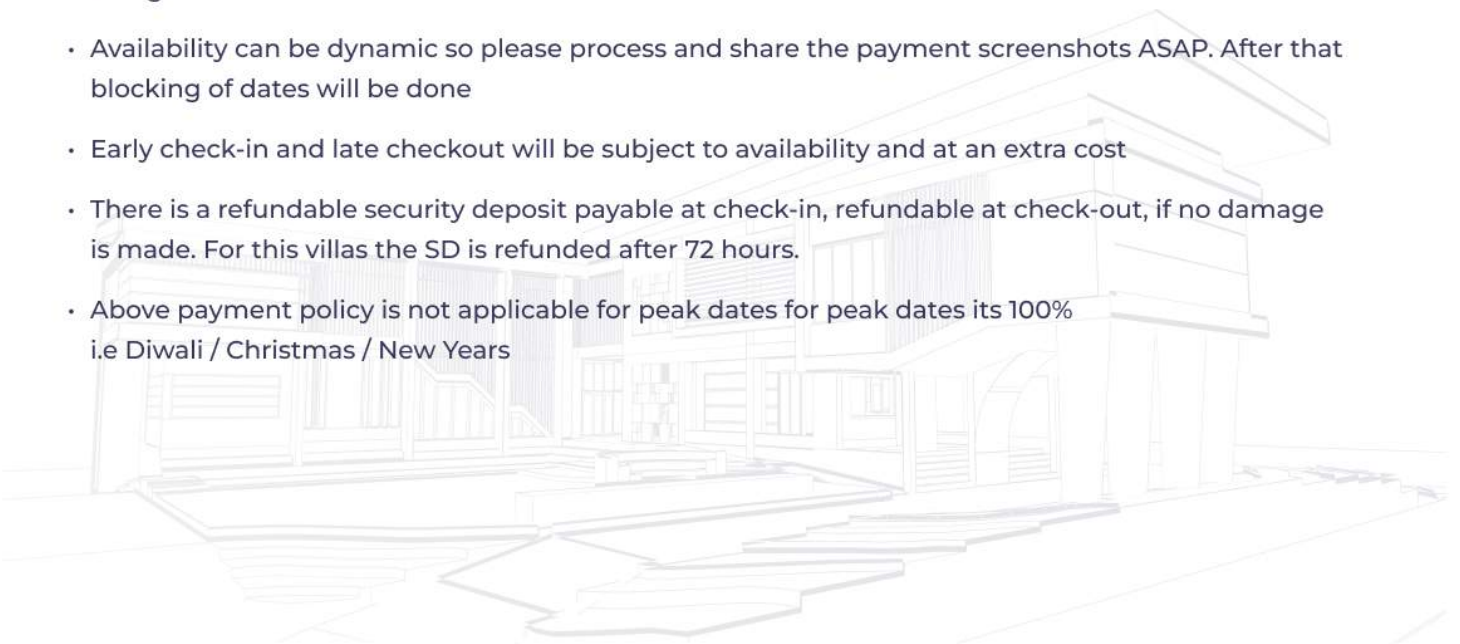 • Availability can be dynamic so please process and share the payment screenshots ASAP. After that
blocking of dates will be done
• Early check-in and late checkout will be subject to availability and at an extra cost
• There is a refundable security deposit payable at check-in, refundable at check-out, if no damage
is made. For this villas the SD is refunded after 72 hours.
• Above payment policy is not applicable for peak dates for peak dates its 100%
i.e Diwali / Christmas / New Years